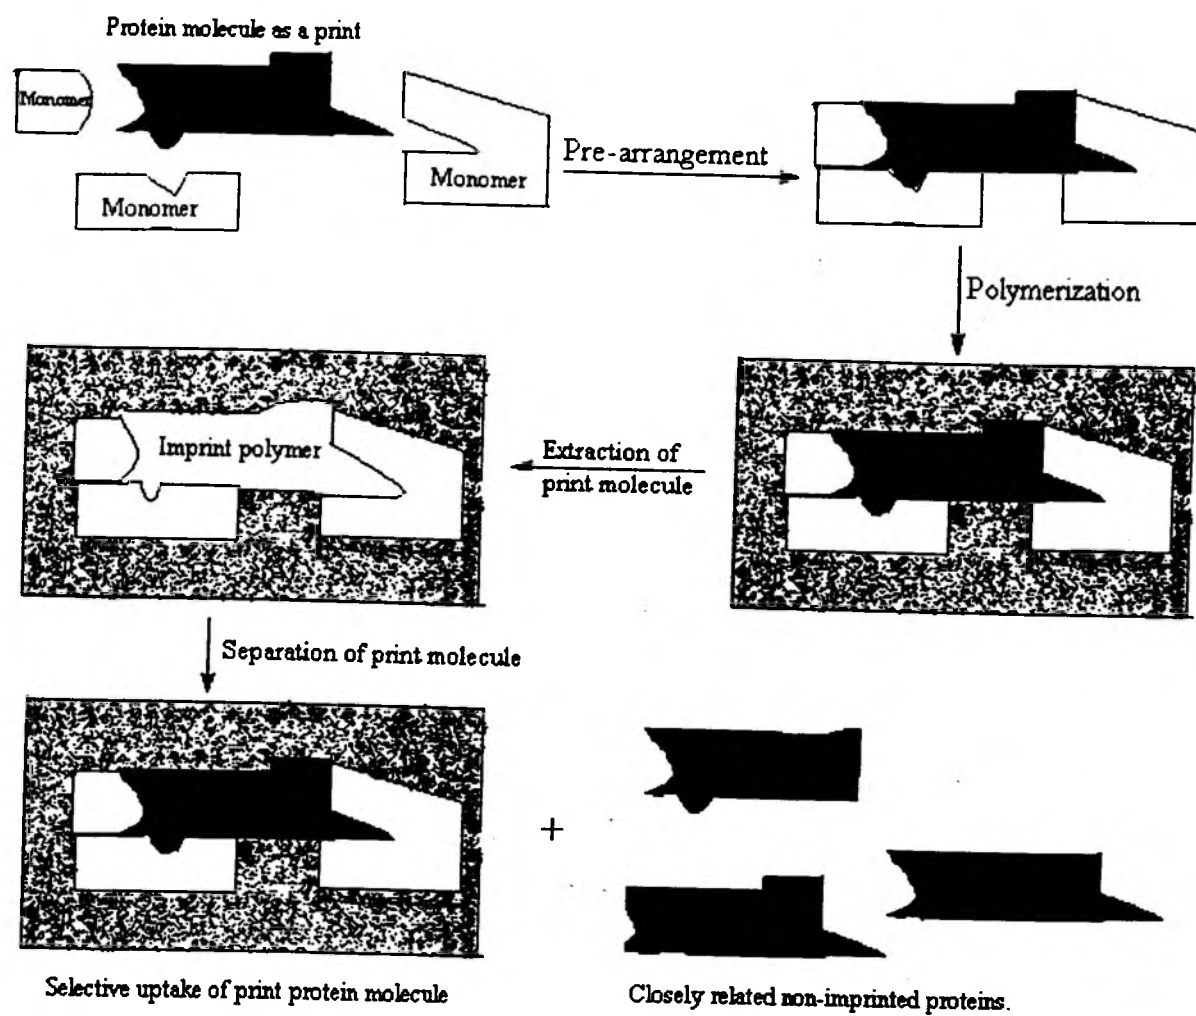 Protein molecule as a print
Monomer
Monomer
Monomer
Pre-arrangement
Polymerization
Imprint polymer
Extraction of
print molecule
Separation of print molecule
+
Selective uptake of print protein molecule
Closely related non-imprinted proteins.